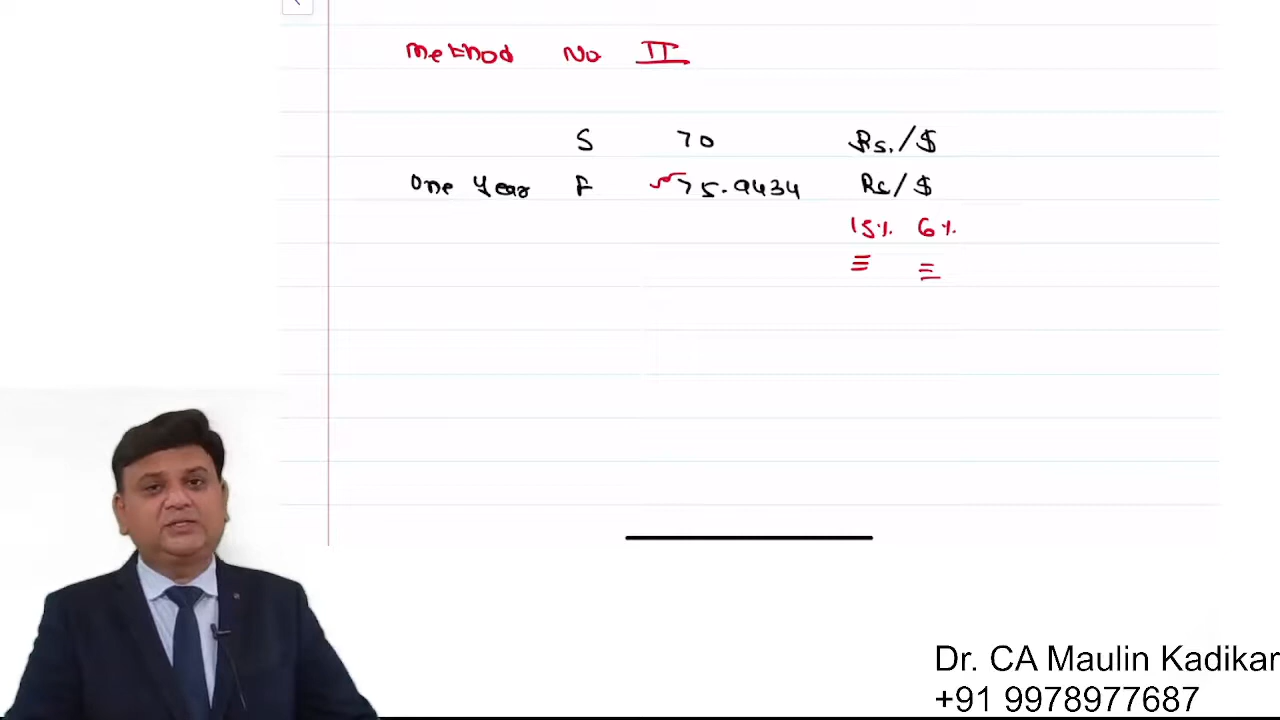 Method No II
S 70 Rs./$
One Year F 75.9434 Rs/$
15% 6%
Dr. CA Maulin Kadikar
+91 9978977687